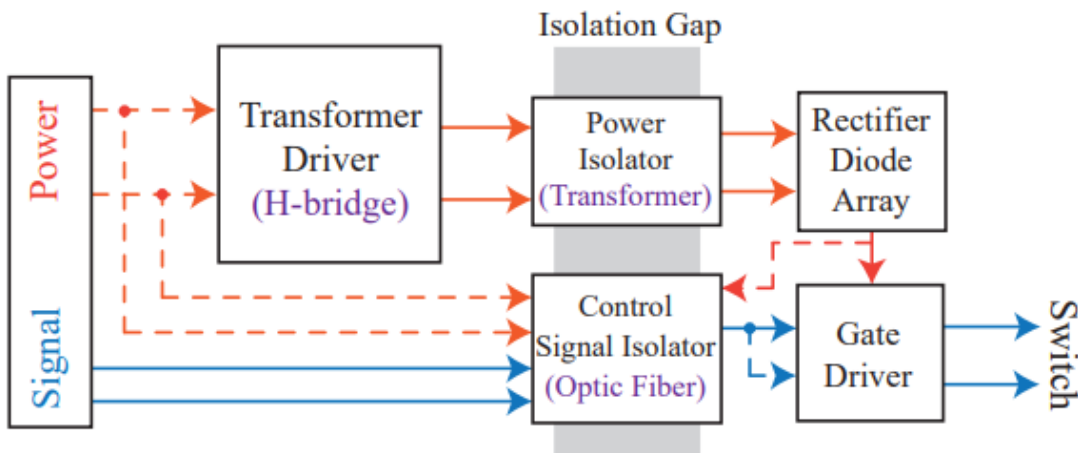 Isolation Gap
Power
Signal
Transformer
Driver
(H-bridge)
Power
Isolator
(Transformer)
Rectifier
Diode
Array
Control
Signal Isolator
(Optic Fiber)
Gate
Driver
Switch